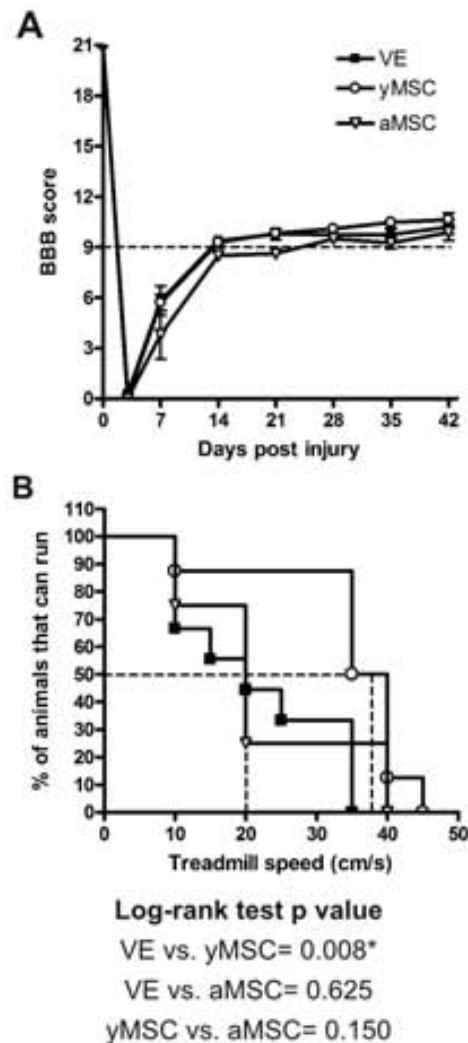 A
21
18
15
12
9
6
3
0
BBB score
VE
yMSC
aMSC
0 7 14 21 28 35 42
Days post injury
B
110
100
90
80
70
60
50
40
30
20
10
0
% of animals that can run
0 10 20 30 40 50
Treadmill speed (cm/s)
Log-rank test p value
VE vs. yMSC= 0.008*
VE vs. aMSC= 0.625
yMSC vs. aMSC= 0.150